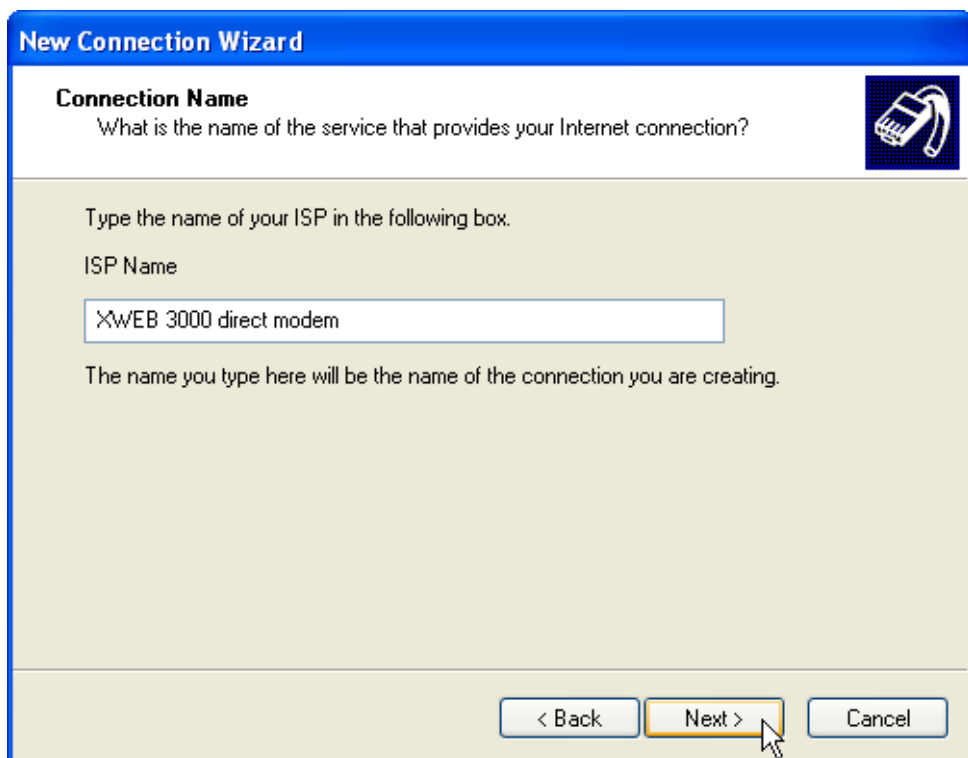 New Connection Wizard
Connection Name
What is the name of the service that provides your Internet connection?
Type the name of your ISP in the following box.
ISP Name
XWEB 3000 direct modem
The name you type here will be the name of the connection you are creating.
< Back Next > Cancel